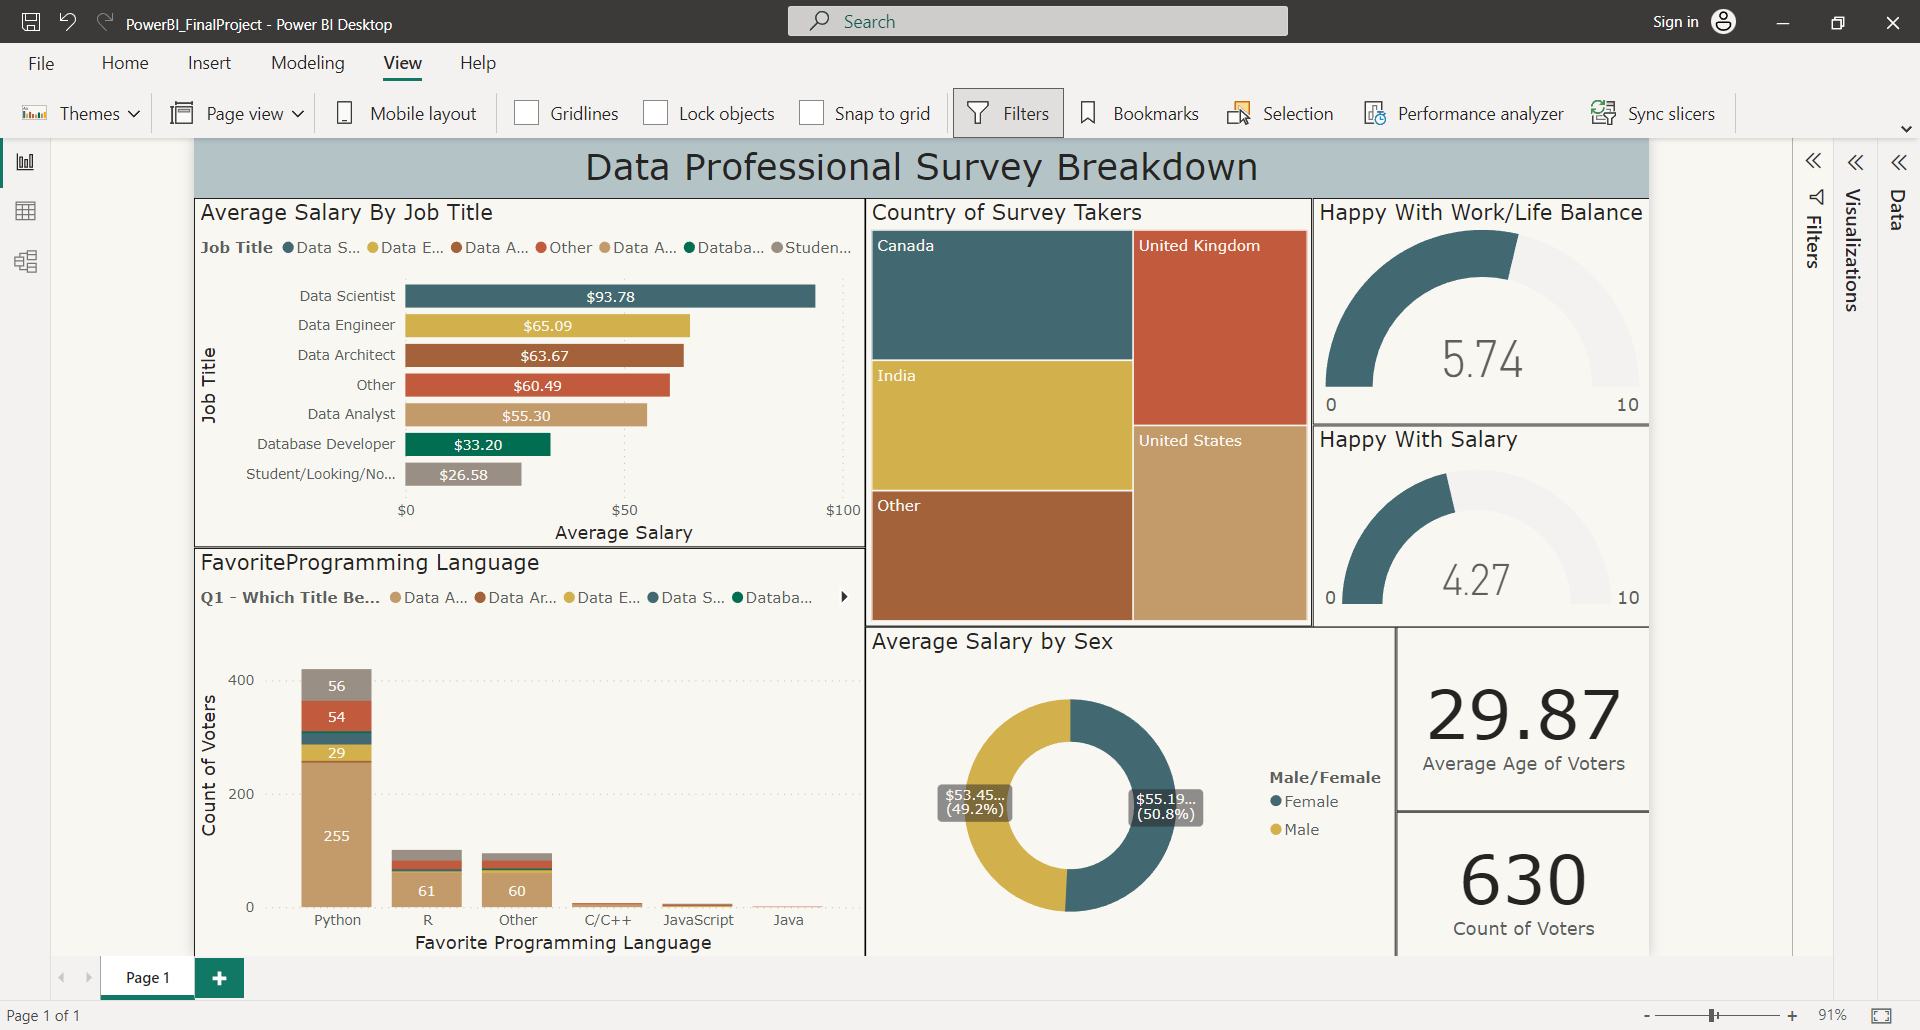 PowerBI_FinalProject - Power BI Desktop
Search
Sign in
File Home Insert Modeling View Help
Themes Page view Mobile layout Gridlines Lock objects Snap to grid Filters Bookmarks Selection Performance analyzer Sync slicers
Data Professional Survey Breakdown
Average Salary By Job Title
Job Title Data S... Data E... Data A... Other Data A... Databa... Studen...
Job Title
Data Scientist $93.78
Data Engineer $65.09
Data Architect $63.67
Other $60.49
Data Analyst $55.30
Database Developer $33.20
Student/Looking/No... $26.58
$0 $50 $100
Average Salary
Country of Survey Takers
Canada
United Kingdom
India
United States
Other
Happy With Work/Life Balance
5.74
0 10
Happy With Salary
4.27
0 10
Filters
Visualizations
Data
FavoriteProgramming Language
Q1 - Which Title Be... Data A... Data Ar... Data E... Data S... Databa...
Count of Voters
400
200
0
56
54
29
255
61
60
Python R Other C/C++ JavaScript Java
Favorite Programming Language
Average Salary by Sex
$53.45...
(49.2%)
$55.19...
(50.8%)
Male/Female
Female
Male
29.87
Average Age of Voters
630
Count of Voters
Page 1
+
Page 1 of 1
- + 91%